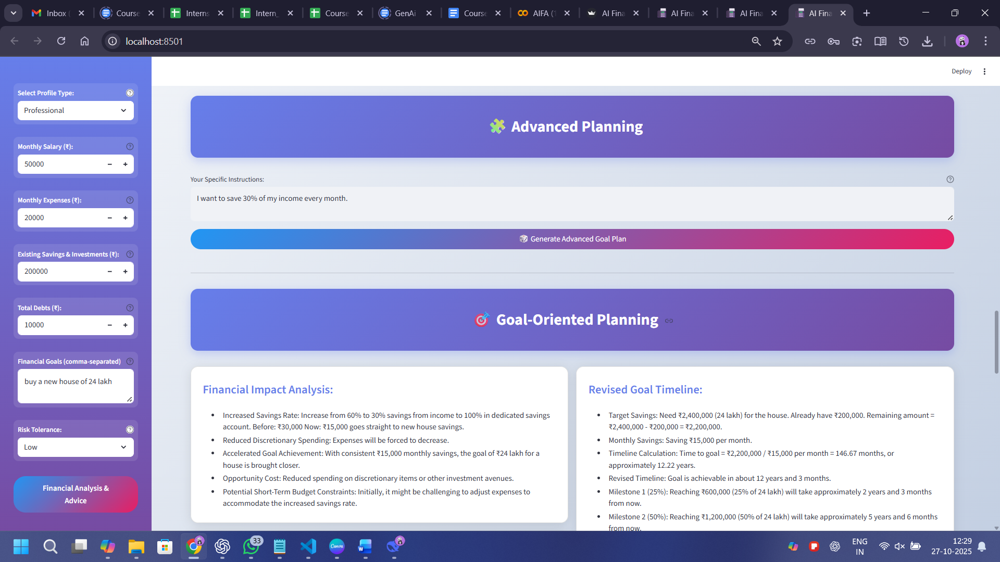 Inbox (
Course
Interns
Intern_
Course
GenAi
Course
AIFA (1
AI Fina
AI Fina
AI Fina
AI Fina
localhost:8501
Deploy
Select Profile Type:
Professional
Monthly Salary (₹):
50000
Monthly Expenses (₹):
20000
Existing Savings & Investments (₹):
200000
Total Debts (₹):
10000
Financial Goals (comma-separated)
buy a new house of 24 lakh
Risk Tolerance:
Low
Financial Analysis &
Advice
Advanced Planning
Your Specific Instructions:
I want to save 30% of my income every month.
Generate Advanced Goal Plan
Goal-Oriented Planning
Financial Impact Analysis:
Increased Savings Rate: Increase from 60% to 30% savings from income to 100% in dedicated savings
account. Before: ₹30,000 Now: ₹15,000 goes straight to new house savings.
Reduced Discretionary Spending: Expenses will be forced to decrease.
Accelerated Goal Achievement: With consistent ₹15,000 monthly savings, the goal of ₹24 lakh for a
house is brought closer.
Opportunity Cost: Reduced spending on discretionary items or other investment avenues.
Potential Short-Term Budget Constraints: Initially, it might be challenging to adjust expenses to
accommodate the increased savings rate.
Revised Goal Timeline:
Target Savings: Need ₹2,400,000 (24 lakh) for the house. Already have ₹200,000. Remaining amount =
₹2,400,000 - ₹200,000 = ₹2,200,000.
Monthly Savings: Saving ₹15,000 per month.
Timeline Calculation: Time to goal = ₹2,200,000 / ₹15,000 per month = 146.67 months, or
approximately 12.22 years.
Revised Timeline: Goal is achievable in about 12 years and 3 months.
Milestone 1 (25%): Reaching ₹600,000 (25% of 24 lakh) will take approximately 2 years and 3 months
from now.
Milestone 2 (50%): Reaching ₹1,200,000 (50% of 24 lakh) will take approximately 5 years and 6 months
from now.
33
Canva
ENG
IN
12:29
27-10-2025